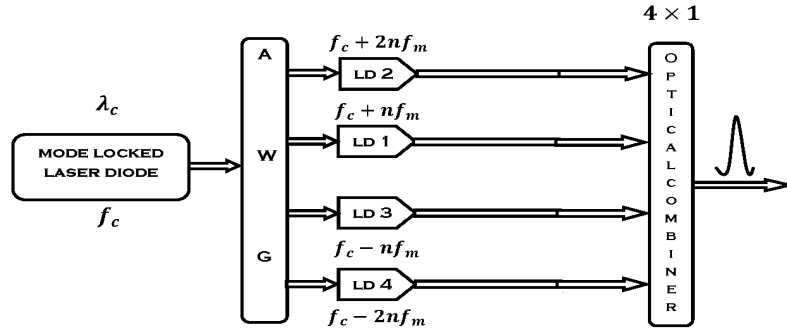 4 × 1
f_c + 2nf_m
LD 2
λ_c
f_c + nf_m
LD 1
MODE LOCKED
LASER DIODE
f_c
A
W
G
LD 3
f_c − nf_m
LD 4
f_c − 2nf_m
O
P
T
I
C
A
L
C
O
M
B
I
N
E
R